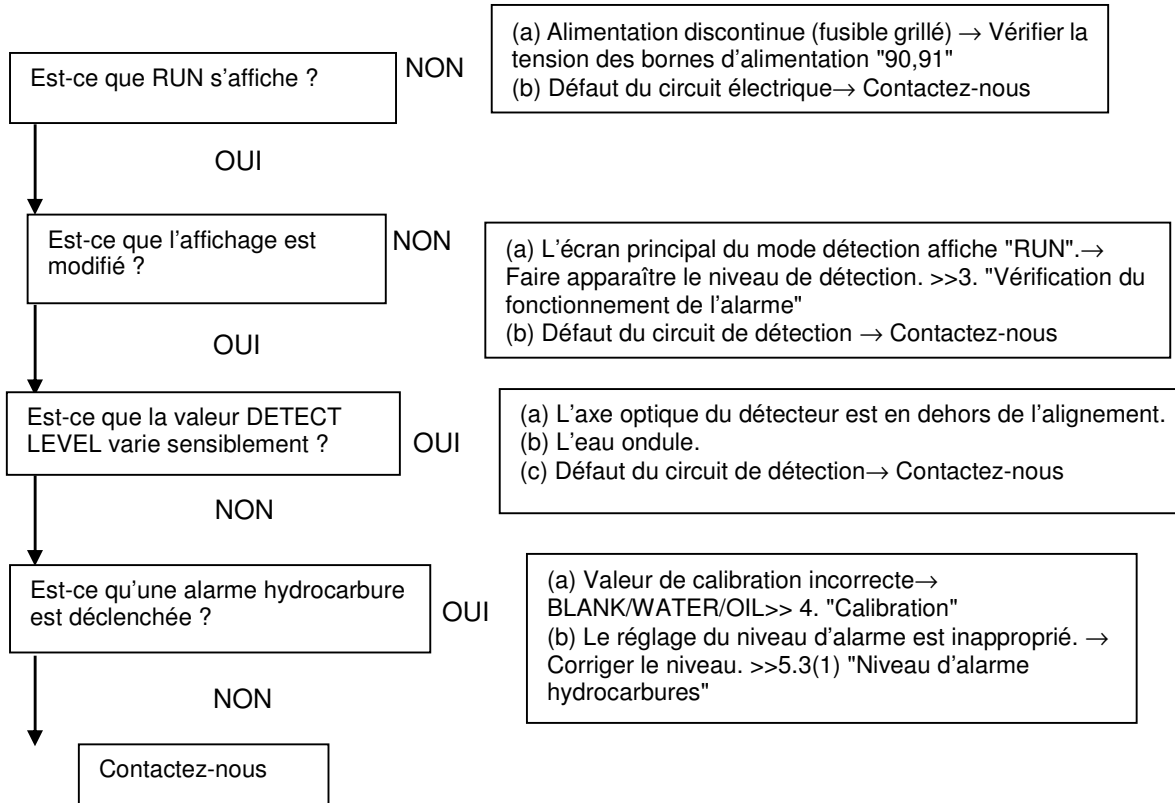 Est-ce que RUN s'affiche ?
NON
(a) Alimentation discontinue (fusible grillé) → Vérifier la
tension des bornes d'alimentation "90,91"
(b) Défaut du circuit électrique→ Contactez-nous
OUI
Est-ce que l'affichage est
modifié ?
NON
(a) L'écran principal du mode détection affiche "RUN".→
Faire apparaître le niveau de détection. >>3. "Vérification du
fonctionnement de l'alarme"
(b) Défaut du circuit de détection → Contactez-nous
OUI
Est-ce que la valeur DETECT
LEVEL varie sensiblement ?
OUI
(a) L'axe optique du détecteur est en dehors de l'alignement.
(b) L'eau ondule.
(c) Défaut du circuit de détection→ Contactez-nous
NON
Est-ce qu'une alarme hydrocarbure
est déclenchée ?
OUI
(a) Valeur de calibration incorrecte→
BLANK/WATER/OIL>> 4. "Calibration"
(b) Le réglage du niveau d'alarme est inapproprié. →
Corriger le niveau. >>5.3(1) "Niveau d'alarme
hydrocarbures"
NON
Contactez-nous